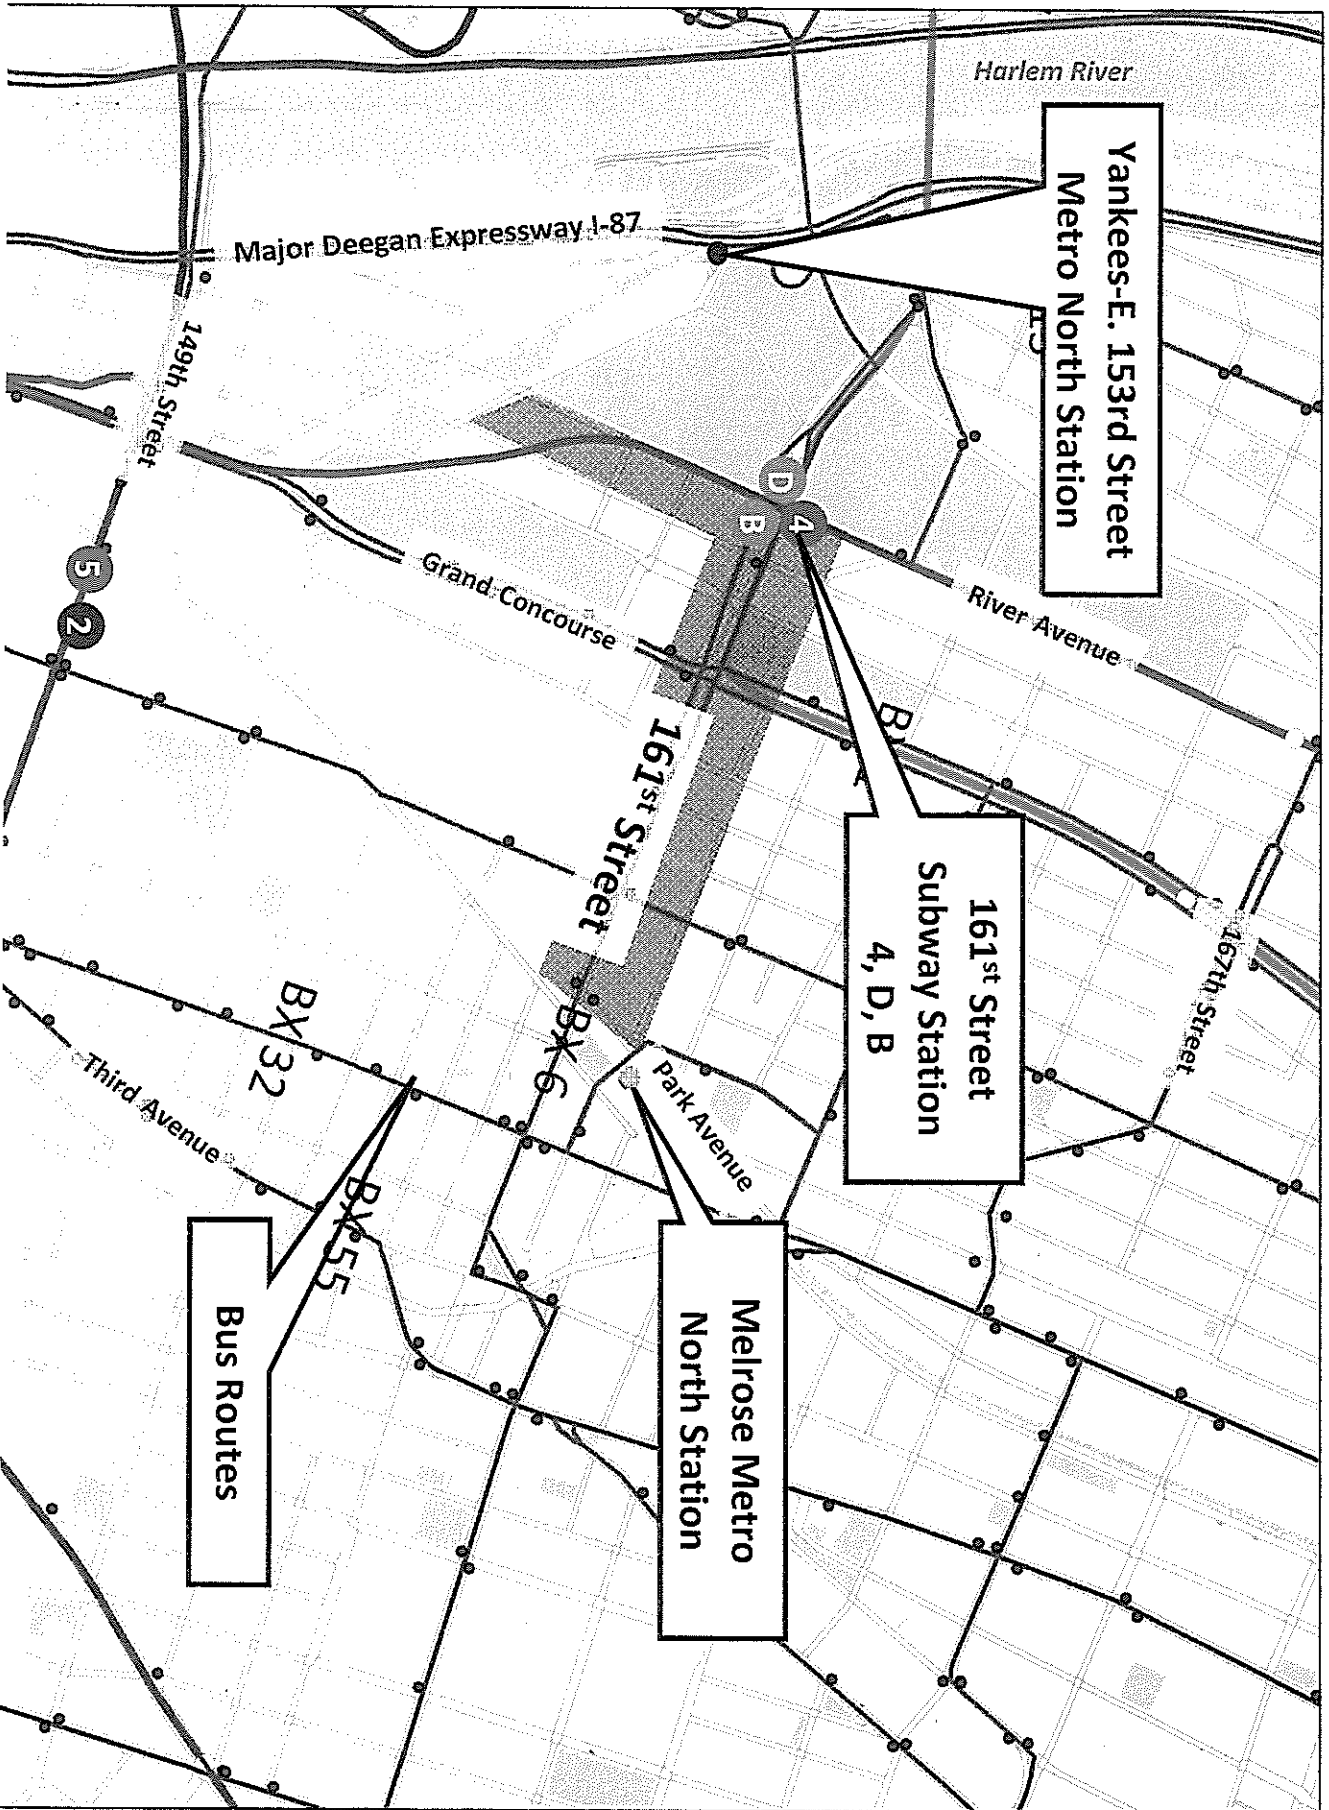 Harlem River
Yankees-E. 153rd Street
Metro North Station
Major Deegan Expressway I-87
149th Street
D
4
B
River Avenue
Grand Concourse
5
2
161st Street
161st Street
Subway Station
4, D, B
167th Street
BX 6
Park Avenue
BX 32
Third Avenue
BX 55
Melrose Metro
North Station
Bus Routes